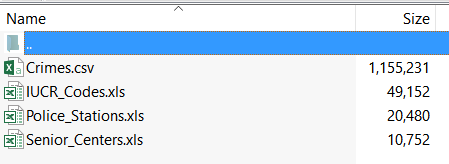 Name Size
..
Crimes.csv 1,155,231
IUCR_Codes.xls 49,152
Police_Stations.xls 20,480
Senior_Centers.xls 10,752